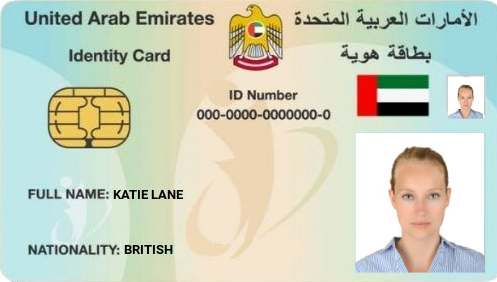 United Arab Emirates
الأمارات العربية المتحدة
Identity Card
بطاقة هوية
ID Number
000-0000-0000000-0
FULL NAME: KATIE LANE
NATIONALITY: BRITISH